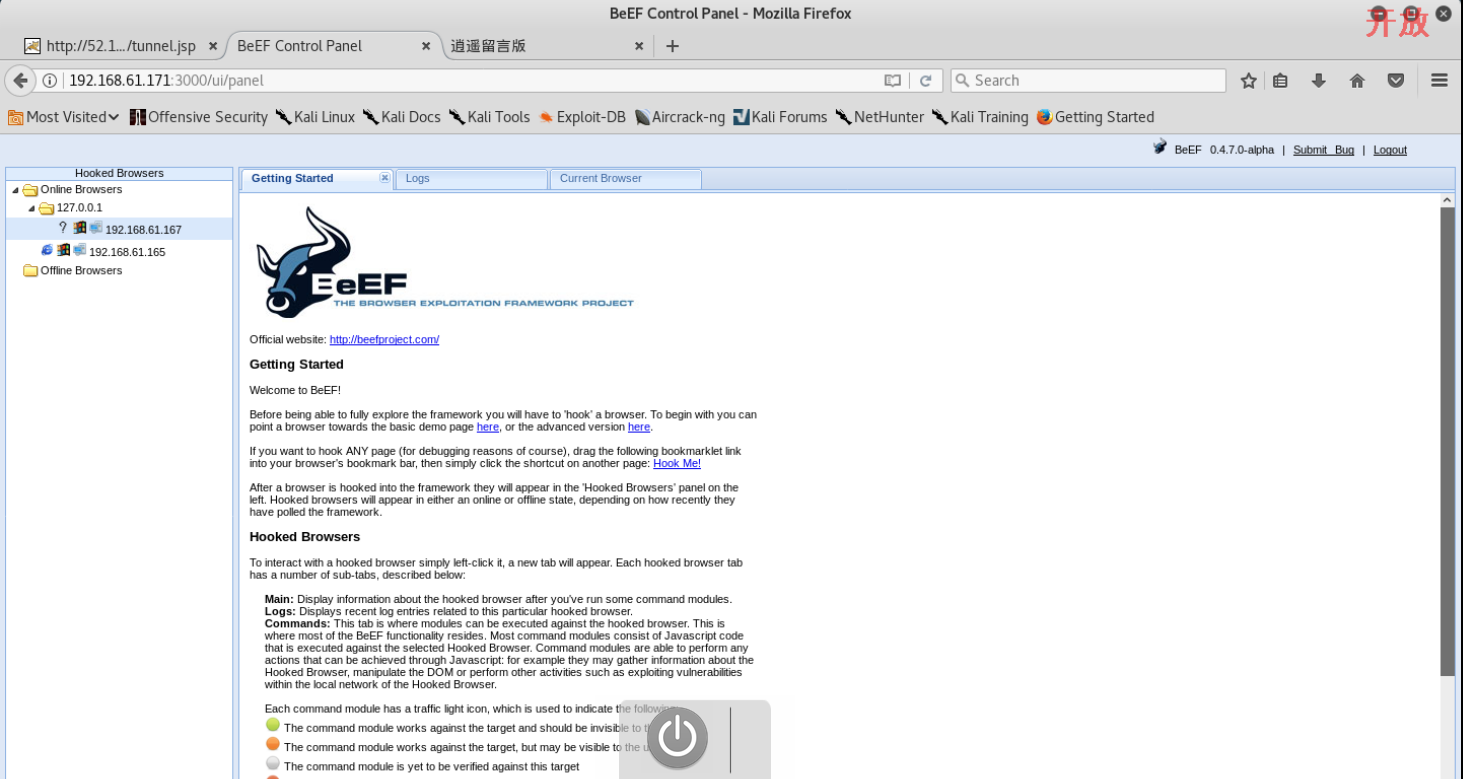 BeEF Control Panel - Mozilla Firefox
开放
http://52.1.../tunnel.jsp
BeEF Control Panel
逍遥留言版
192.168.61.171:3000/ui/panel
Search
Most Visited
Offensive Security
Kali Linux
Kali Docs
Kali Tools
Exploit-DB
Aircrack-ng
Kali Forums
NetHunter
Kali Training
Getting Started
BeEF 0.4.7.0-alpha | Submit Bug | Logout
Hooked Browsers
Online Browsers
127.0.0.1
? 192.168.61.167
192.168.61.165
Offline Browsers
Getting Started
Logs
Current Browser
BeEF
THE BROWSER EXPLOITATION FRAMEWORK PROJECT
Official website: http://beefproject.com/
Getting Started
Welcome to BeEF!
Before being able to fully explore the framework you will have to 'hook' a browser. To begin with you can
point a browser towards the basic demo page here, or the advanced version here.
If you want to hook ANY page (for debugging reasons of course), drag the following bookmarklet link
into your browser's bookmark bar, then simply click the shortcut on another page: Hook Me!
After a browser is hooked into the framework they will appear in the 'Hooked Browsers' panel on the
left. Hooked browsers will appear in either an online or offline state, depending on how recently they
have polled the framework.
Hooked Browsers
To interact with a hooked browser simply left-click it, a new tab will appear. Each hooked browser tab
has a number of sub-tabs, described below:
Main: Display information about the hooked browser after you've run some command modules.
Logs: Displays recent log entries related to this particular hooked browser.
Commands: This tab is where modules can be executed against the hooked browser. This is
where most of the BeEF functionality resides. Most command modules consist of Javascript code
that is executed against the selected Hooked Browser. Command modules are able to perform any
actions that can be achieved through Javascript: for example they may gather information about the
Hooked Browser, manipulate the DOM or perform other activities such as exploiting vulnerabilities
within the local network of the Hooked Browser.
Each command module has a traffic light icon, which is used to indicate the following
The command module works against the target and should be invisible to
The command module works against the target, but may be visible to the
The command module is yet to be verified against this target